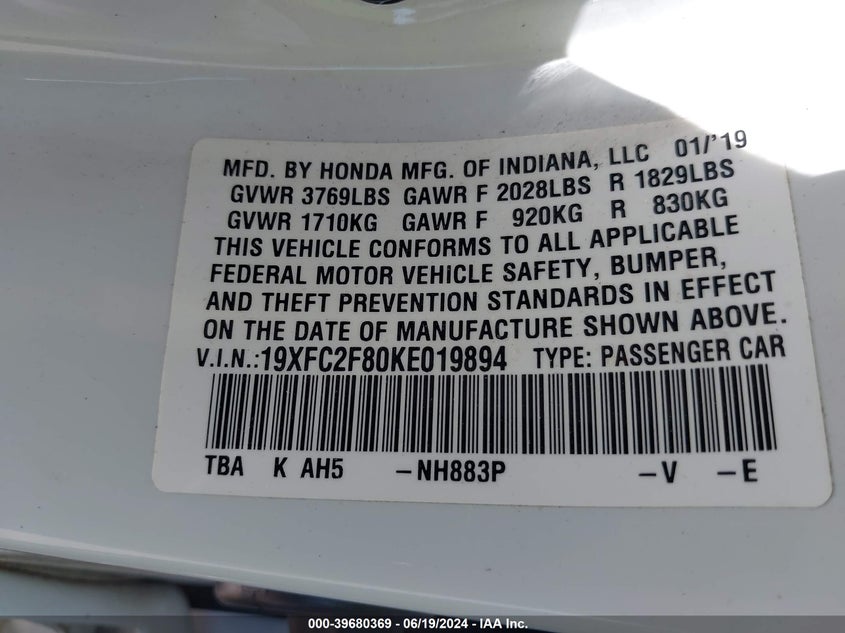 MFD. BY HONDA MFG. OF INDIANA, LLC 01/'19
GVWR 3769LBS GAWR F 2028LBS R 1829LBS
GVWR 1710KG GAWR F 920KG R 830KG
THIS VEHICLE CONFORMS TO ALL APPLICABLE
FEDERAL MOTOR VEHICLE SAFETY, BUMPER,
AND THEFT PREVENTION STANDARDS IN EFFECT
ON THE DATE OF MANUFACTURE SHOWN ABOVE.
V.I.N.:19XFC2F80KE019894 TYPE: PASSENGER CAR
TBA K AH5 –NH883P –V –E
000-39680369 - 06/19/2024 - IAA Inc.